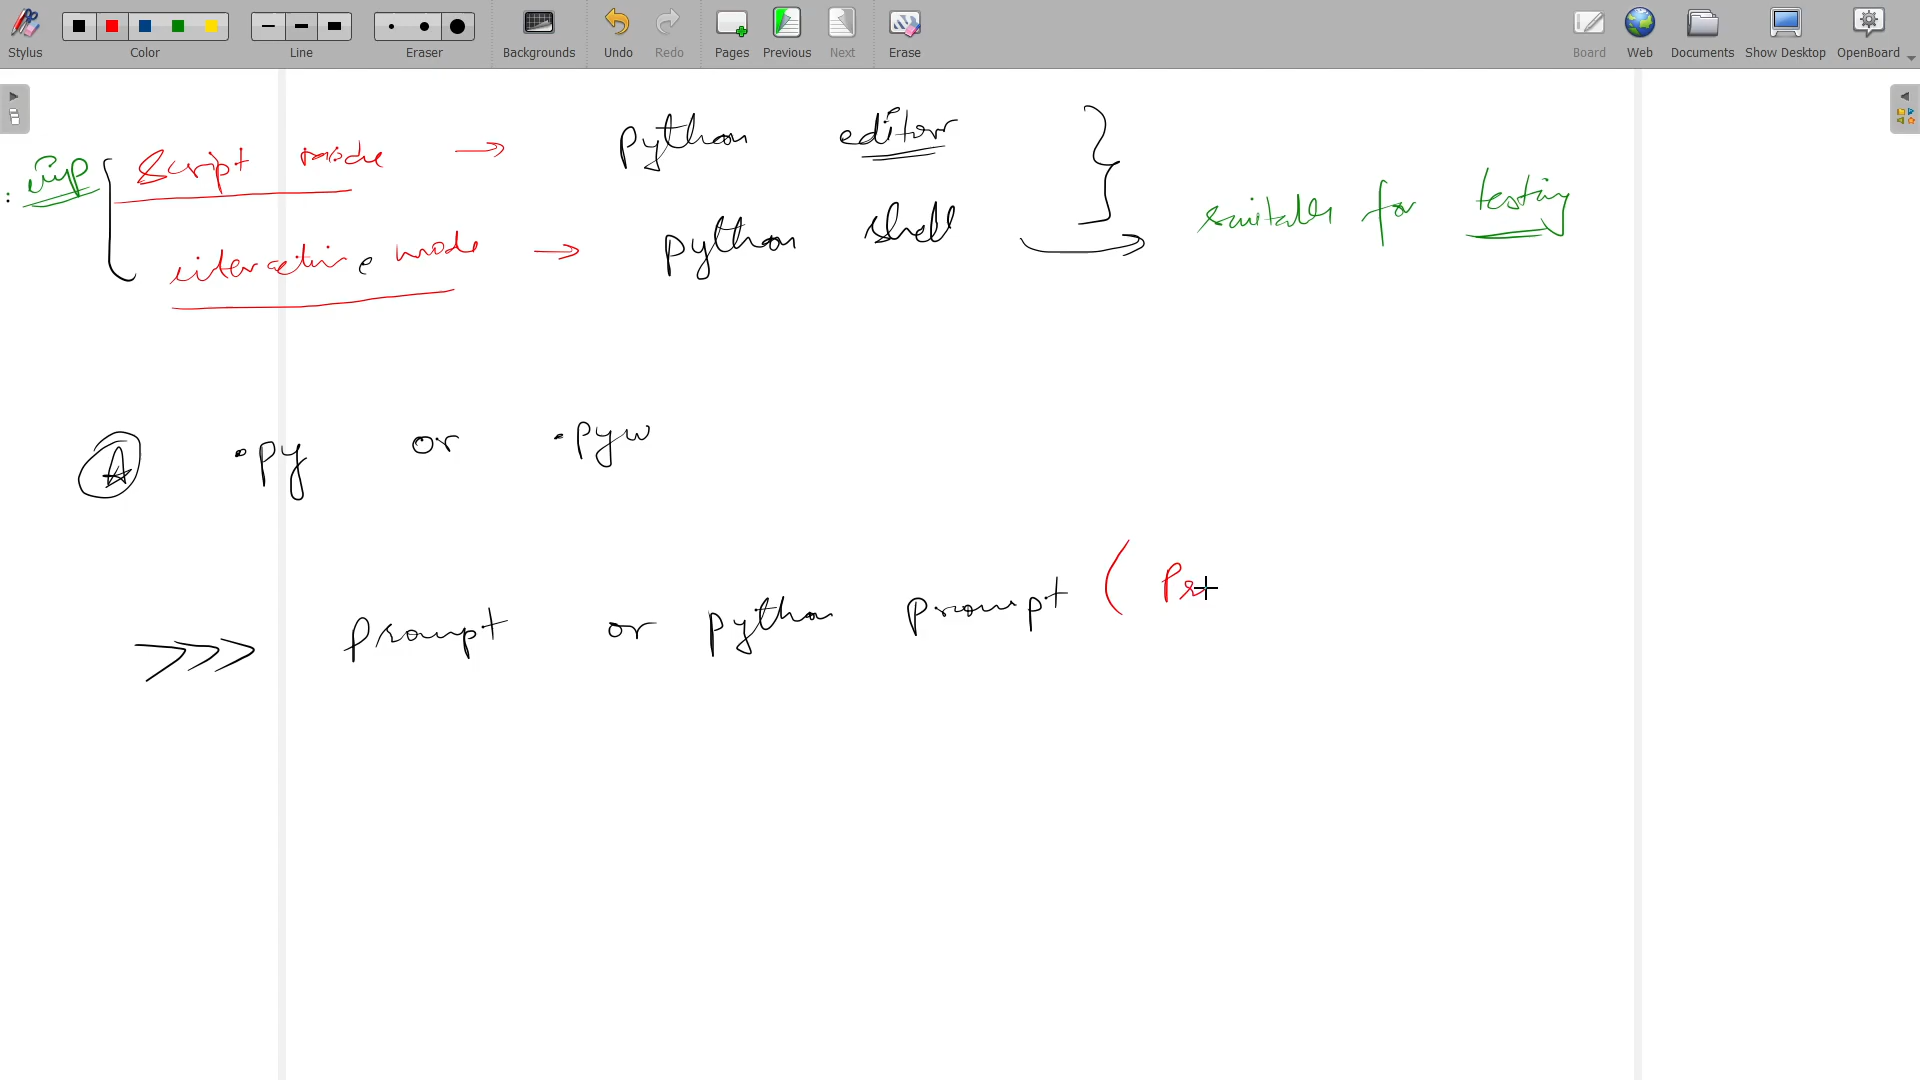 Stylus Color Line Eraser Backgrounds Undo Redo Pages Previous Next Erase Board Web Documents Show Desktop OpenBoard
: imp
script mode → python editor
interactive mode → python shell
suitable for testing
.py or .pyw
>>> prompt or python prompt ( Pr